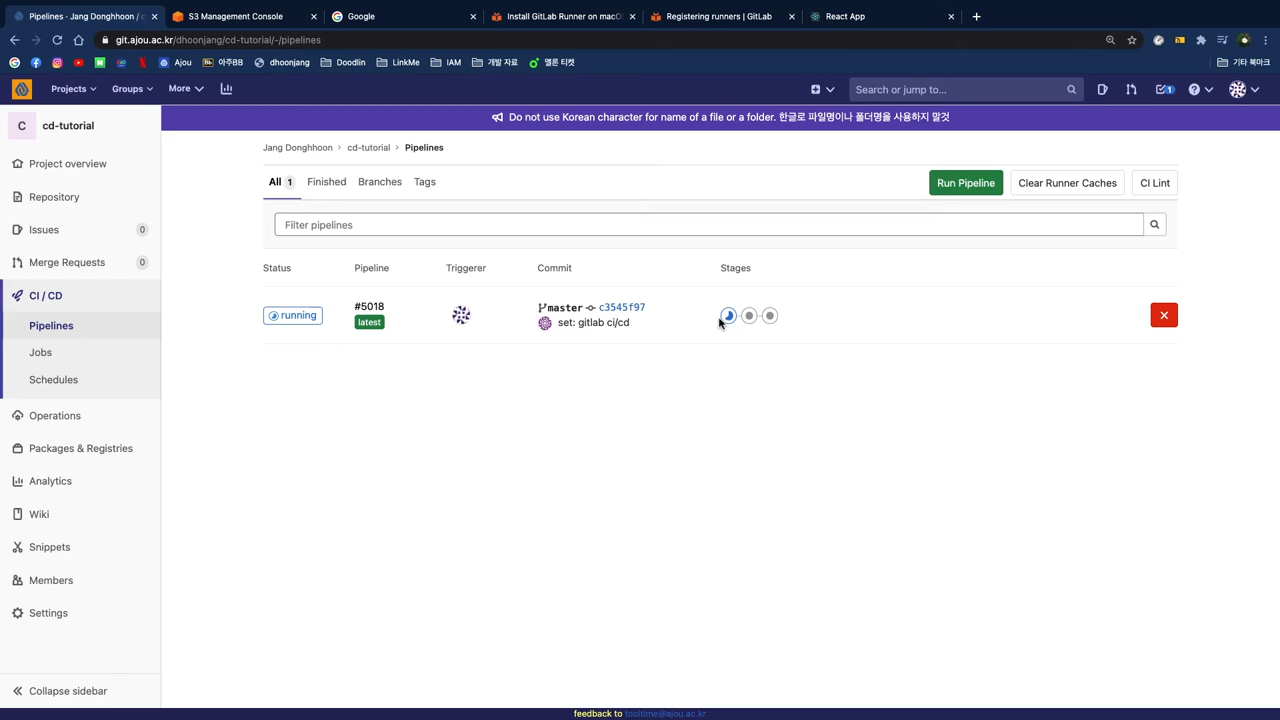 Pipelines - Jang Donghhoon / c
S3 Management Console
Google
Install GitLab Runner on macO
Registering runners | GitLab
React App
git.ajou.ac.kr/dhoonjang/cd-tutorial/-/pipelines
Ajou
아주BB
dhoonjang
Doodlin
LinkMe
IAM
개발 자료
멜론 티켓
기타 북마크
Projects
Groups
More
Search or jump to...
1
Do not use Korean character for name of a file or a folder. 한글로 파일명이나 폴더명을 사용하지 말것
C
cd-tutorial
Project overview
Repository
Issues 0
Merge Requests 0
CI / CD
Pipelines
Jobs
Schedules
Operations
Packages & Registries
Analytics
Wiki
Snippets
Members
Settings
Collapse sidebar
Jang Donghhoon › cd-tutorial › Pipelines
All 1
Finished
Branches
Tags
Run Pipeline
Clear Runner Caches
CI Lint
Filter pipelines
Status
Pipeline
Triggerer
Commit
Stages
running
#5018
latest
master
c3545f97
set: gitlab ci/cd
feedback to tooltime@ajou.ac.kr